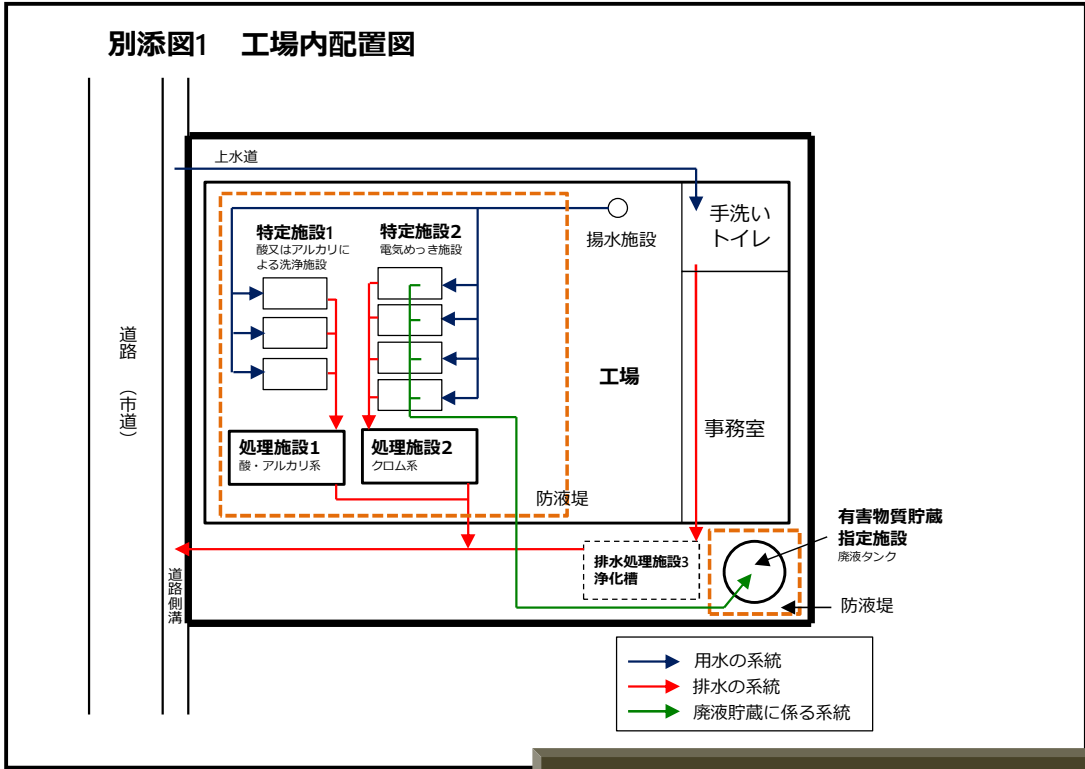 別添図1　工場内配置図
上水道
手洗い
トイレ
揚水施設
特定施設1
酸又はアルカリに
よる洗浄施設
特定施設2
電気めっき施設
道路　（市道）
工場
事務室
処理施設1
酸・アルカリ系
処理施設2
クロム系
防液堤
有害物質貯蔵
指定施設
廃液タンク
排水処理施設3
浄化槽
道路側溝
防液堤
用水の系統
排水の系統
廃液貯蔵に係る系統